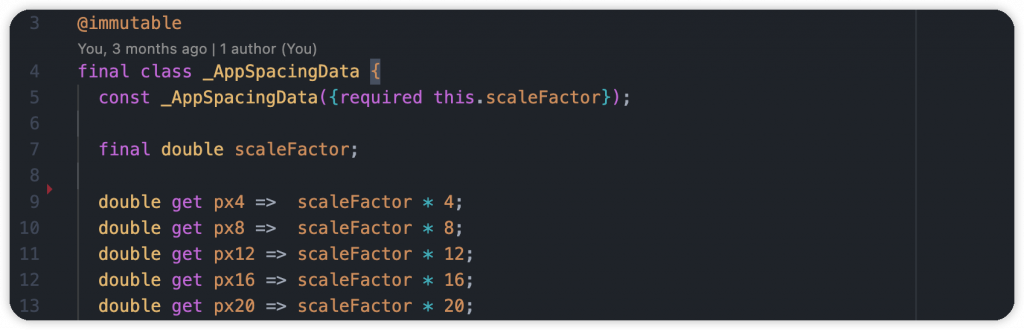 3 @immutable
You, 3 months ago | 1 author (You)
4 final class _AppSpacingData {
5 const _AppSpacingData({required this.scaleFactor});
6
7 final double scaleFactor;
8
9 double get px4 =>  scaleFactor * 4;
10 double get px8 =>  scaleFactor * 8;
11 double get px12 => scaleFactor * 12;
12 double get px16 => scaleFactor * 16;
13 double get px20 => scaleFactor * 20;